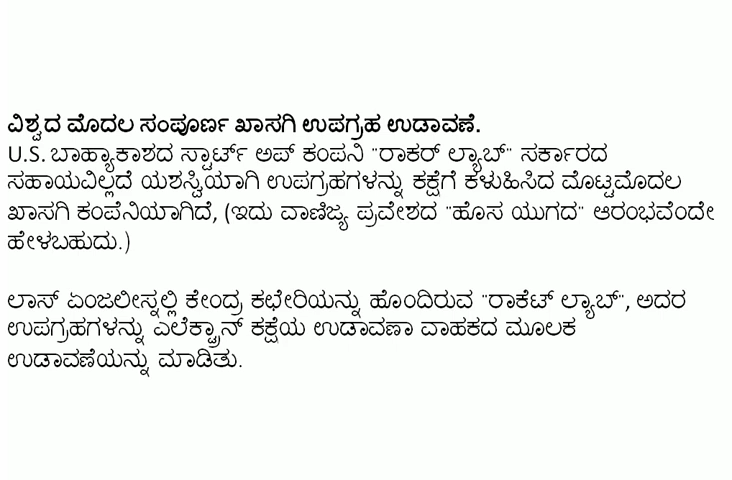 ವಿಶ್ವದ ಮೊದಲ ಸಂಪೂರ್ಣ ಖಾಸಗಿ ಉಪಗ್ರಹ ಉಡಾವಣೆ.
U.S. ಬಾಹ್ಯಾಕಾಶದ ಸ್ಟಾರ್ಟ್ ಅಪ್ ಕಂಪನಿ "ರಾಕರ್ ಲ್ಯಾಬ್" ಸರ್ಕಾರದ
ಸಹಾಯವಿಲ್ಲದೆ ಯಶಸ್ವಿಯಾಗಿ ಉಪಗ್ರಹಗಳನ್ನು ಕಕ್ಷೆಗೆ ಕಳುಹಿಸಿದ ಮೊಟ್ಟಮೊದಲ
ಖಾಸಗಿ ಕಂಪೆನಿಯಾಗಿದೆ, (ಇದು ವಾಣಿಜ್ಯ ಪ್ರವೇಶದ "ಹೊಸ ಯುಗದ" ಆರಂಭವೆಂದೇ
ಹೇಳಬಹುದು.)
ಲಾಸ್ ಏಂಜಲೀಸ್ನಲ್ಲಿ ಕೇಂದ್ರ ಕಛೇರಿಯನ್ನು ಹೊಂದಿರುವ "ರಾಕೆಟ್ ಲ್ಯಾಬ್", ಅದರ
ಉಪಗ್ರಹಗಳನ್ನು ಎಲೆಕ್ಟ್ರಾನ್ ಕಕ್ಷೆಯ ಉಡಾವಣಾ ವಾಹಕದ ಮೂಲಕ
ಉಡಾವಣೆಯನ್ನು ಮಾಡಿತು.